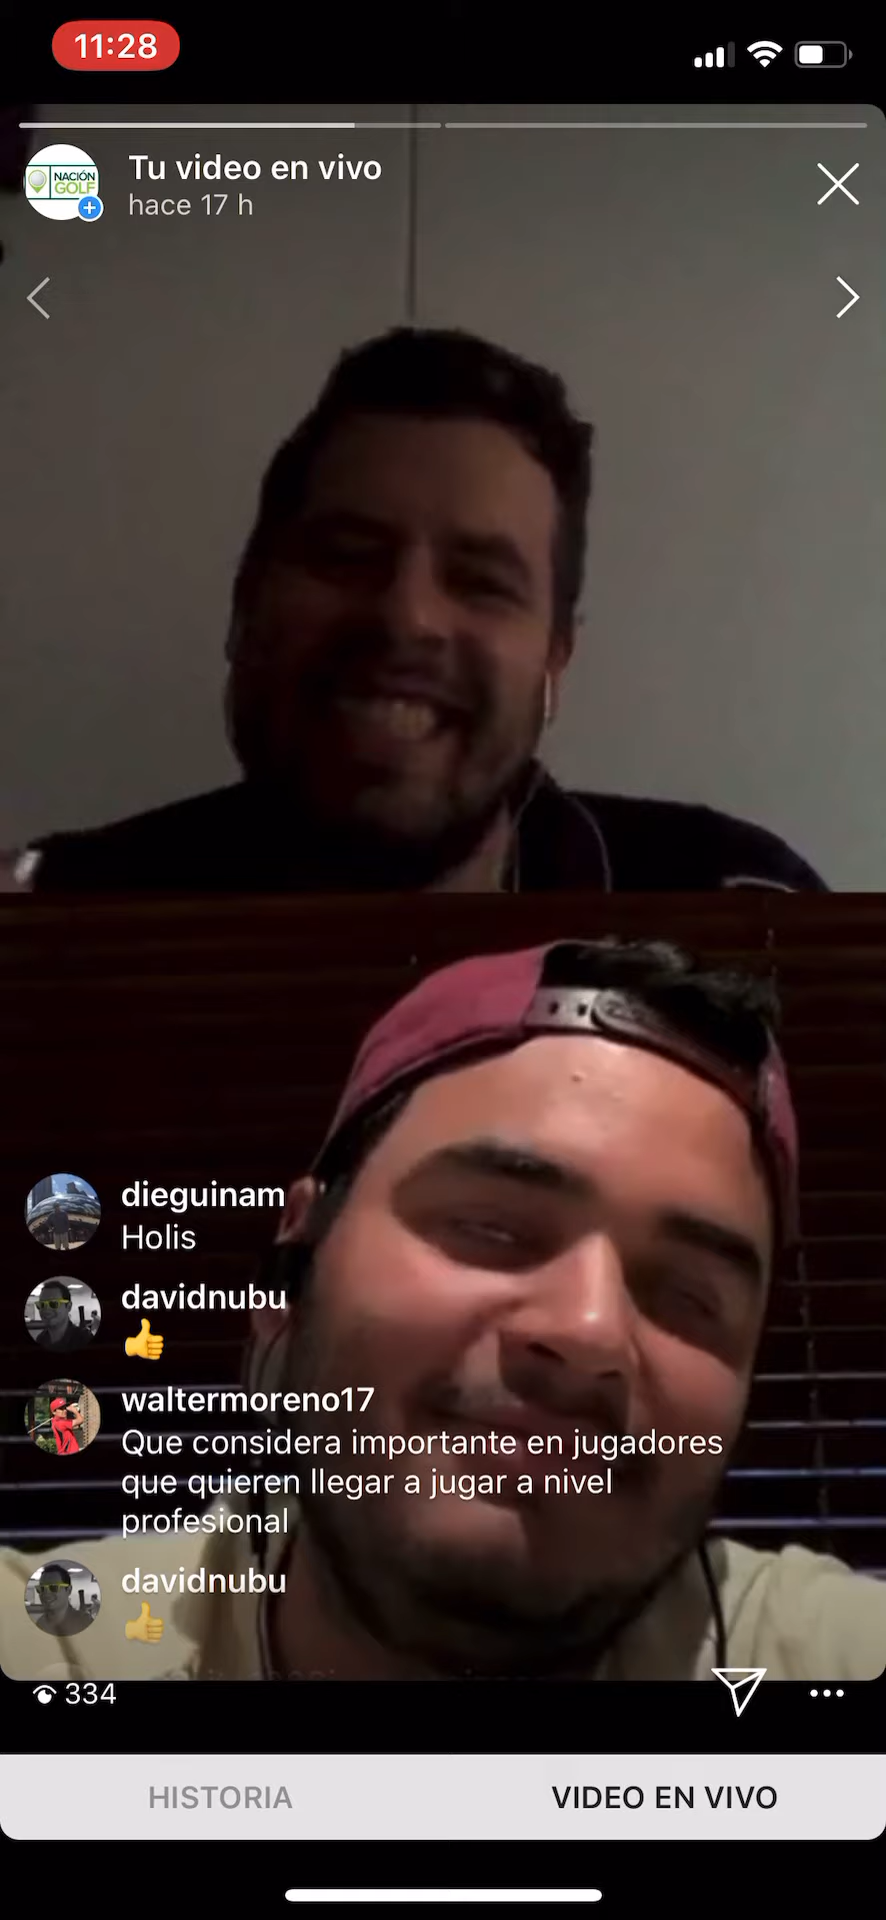 11:28
NACIÓN
GOLF
Tu video en vivo
hace 17 h
dieguinam
Holis
davidnubu
👍
waltermoreno17
Que considera importante en jugadores
que quieren llegar a jugar a nivel
profesional
davidnubu
👍
334
HISTORIA
VIDEO EN VIVO